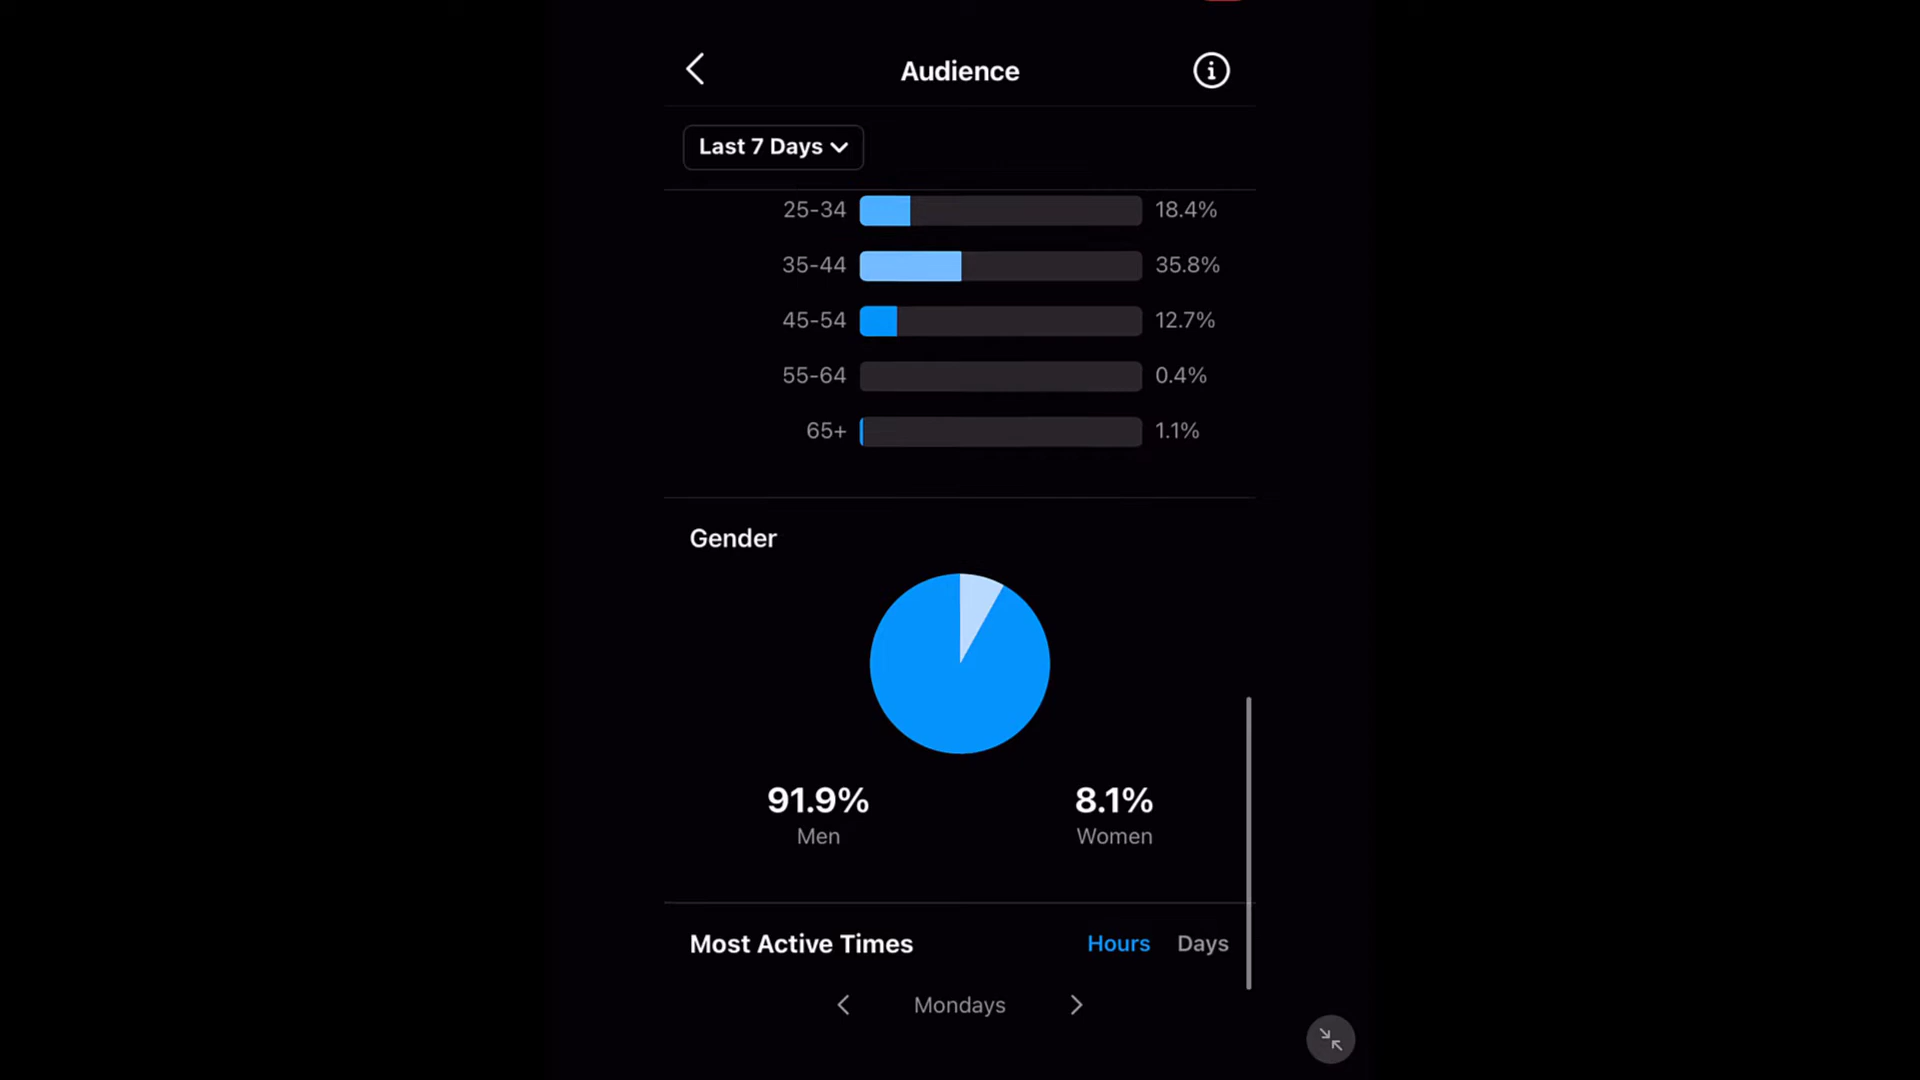 Audience
Last 7 Days
25-34 18.4%
35-44 35.8%
45-54 12.7%
55-64 0.4%
65+ 1.1%
Gender
91.9% 8.1%
Men Women
Most Active Times Hours Days
Mondays